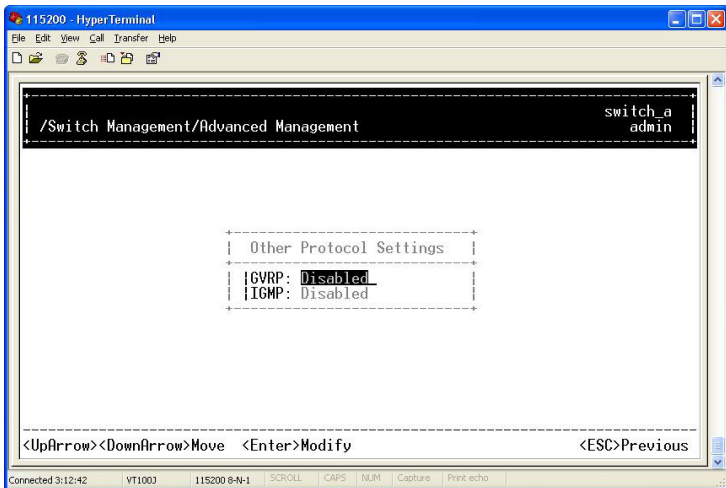 115200 - HyperTerminal
File Edit View Call Transfer Help
switch_a
/Switch Management/Advanced Management admin
Other Protocol Settings
GVRP: Disabled
IGMP: Disabled
<UpArrow><DownArrow>Move <Enter>Modify <ESC>Previous
Connected 3:12:42 VT100J 115200 8-N-1 SCROLL CAPS NUM Capture Print echo